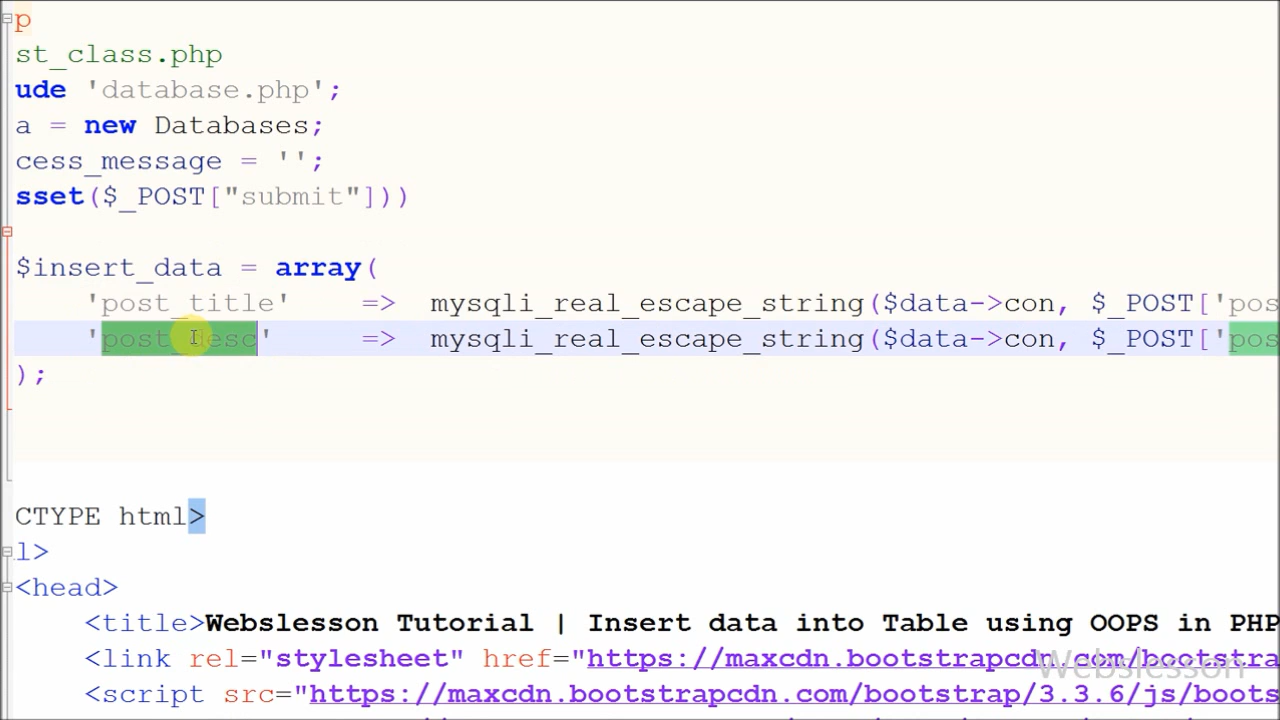 p
st_class.php
ude 'database.php';
a = new Databases;
cess_message = '';
sset($_POST["submit"]))
$insert_data = array(
'post_title' => mysqli_real_escape_string($data->con, $_POST['pos
'post_desc' => mysqli_real_escape_string($data->con, $_POST['pos
);
CTYPE html>
l>
<head>
<title>Webslesson Tutorial | Insert data into Table using OOPS in PHP
<link rel="stylesheet" href="https://maxcdn.bootstrapcdn.com/bootstra
<script src="https://maxcdn.bootstrapcdn.com/bootstrap/3.3.6/js/boots
Webslesson